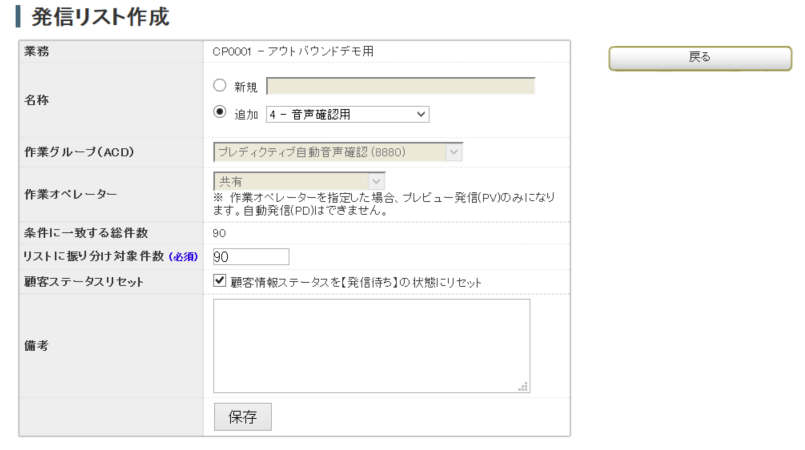 発信リスト作成
業務 CP0001 - アウトバウンドデモ用
戻る
名称
新規
追加 4 - 音声確認用
作業グループ(ACD) プレディクティブ自動音声確認 (8880)
作業オペレーター 共有
※ 作業オペレーターを指定した場合、プレビュー発信(PV)のみになり
ます。自動発信(PD)はできません。
条件に一致する総件数 90
リストに振り分け対象件数 (必須) 90
顧客ステータスリセット 顧客情報ステータスを【発信待ち】の状態にリセット
備考
保存